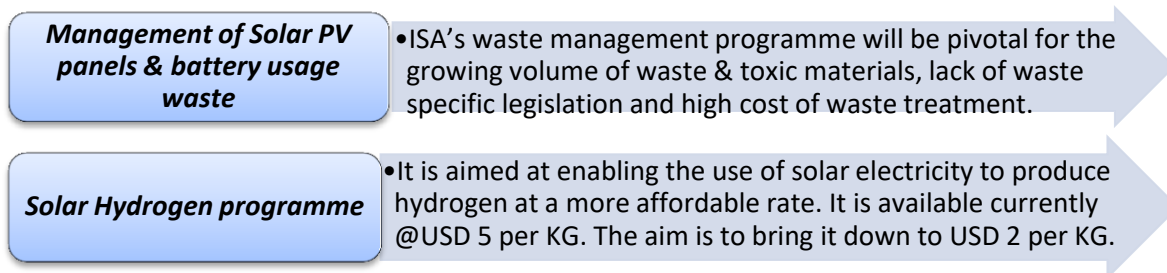 Management of Solar PV
panels & battery usage
waste
•ISA's waste management programme will be pivotal for the
growing volume of waste & toxic materials, lack of waste
specific legislation and high cost of waste treatment.
Solar Hydrogen programme
•It is aimed at enabling the use of solar electricity to produce
hydrogen at a more affordable rate. It is available currently
@USD 5 per KG. The aim is to bring it down to USD 2 per KG.